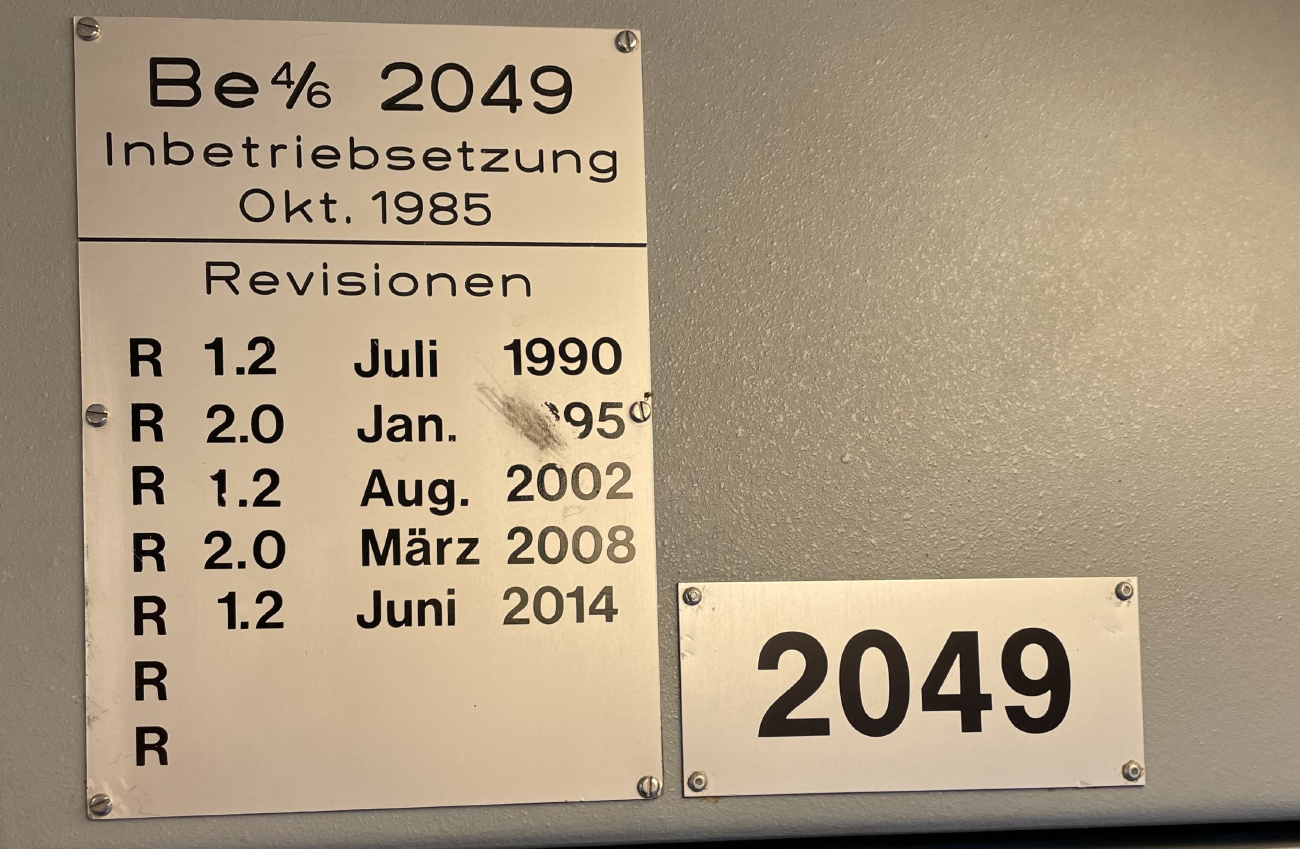 Be 4/6 2049
Inbetriebsetzung
Okt. 1985
Revisionen
R 1.2 Juli 1990
R 2.0 Jan. 95
R 1.2 Aug. 2002
R 2.0 März 2008
R 1.2 Juni 2014
R
R
2049